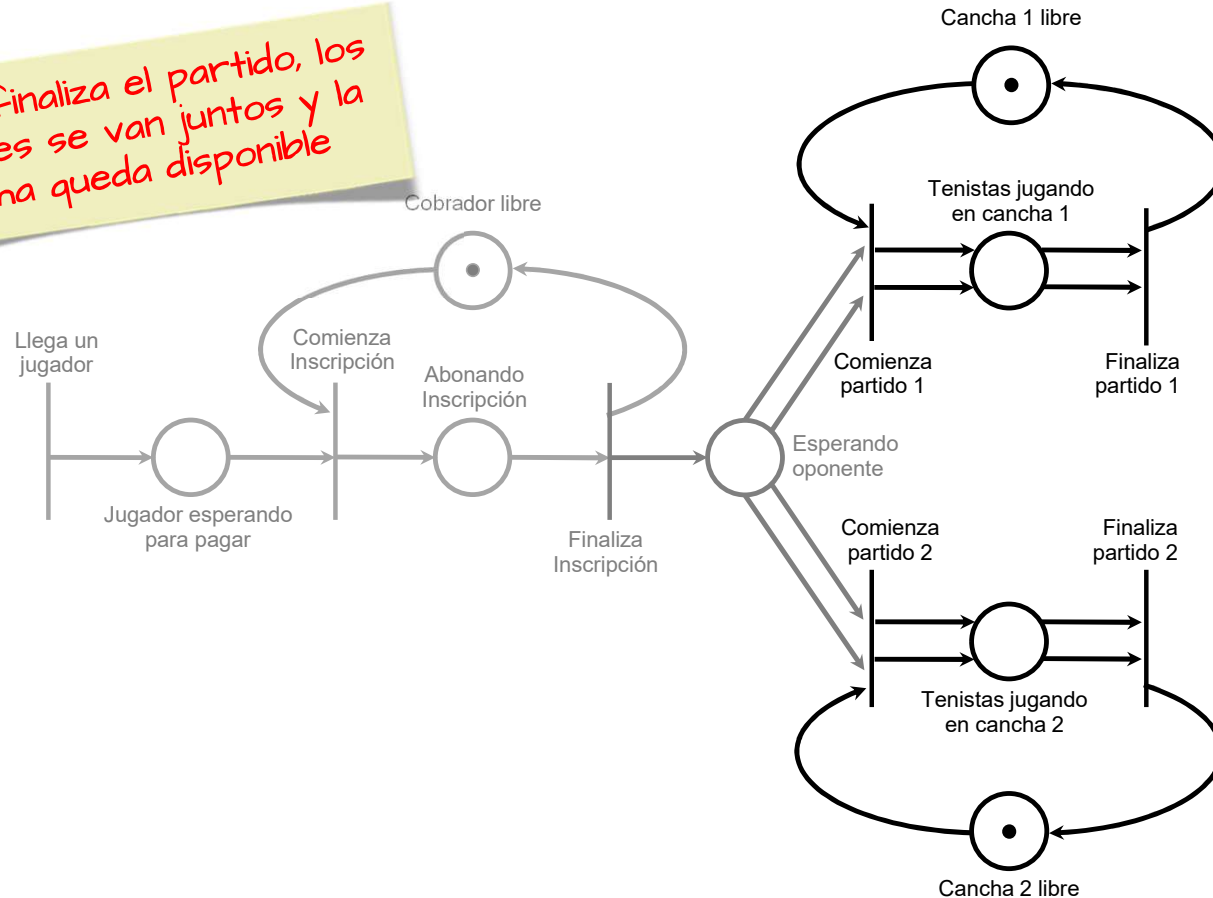 Cancha 1 libre
finaliza el partido, los
es se van juntos y la
na queda disponible
Tenistas jugando
en cancha 1
Cobrador libre
Llega un
jugador
Comienza
Inscripción
Abonando
Inscripción
Comienza
partido 1
Finaliza
partido 1
Esperando
oponente
Jugador esperando
para pagar
Finaliza
Inscripción
Comienza
partido 2
Finaliza
partido 2
Tenistas jugando
en cancha 2
Cancha 2 libre